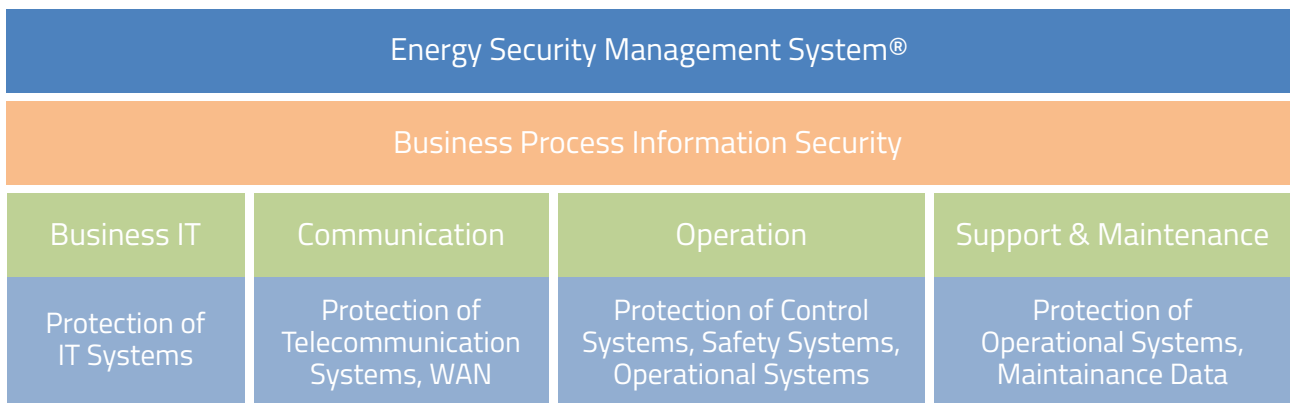 Energy Security Management System®
Business Process Information Security
Business IT
Communication
Operation
Support & Maintenance
Protection of
IT Systems
Protection of
Telecommunication
Systems, WAN
Protection of Control
Systems, Safety Systems,
Operational Systems
Protection of
Operational Systems,
Maintainance Data